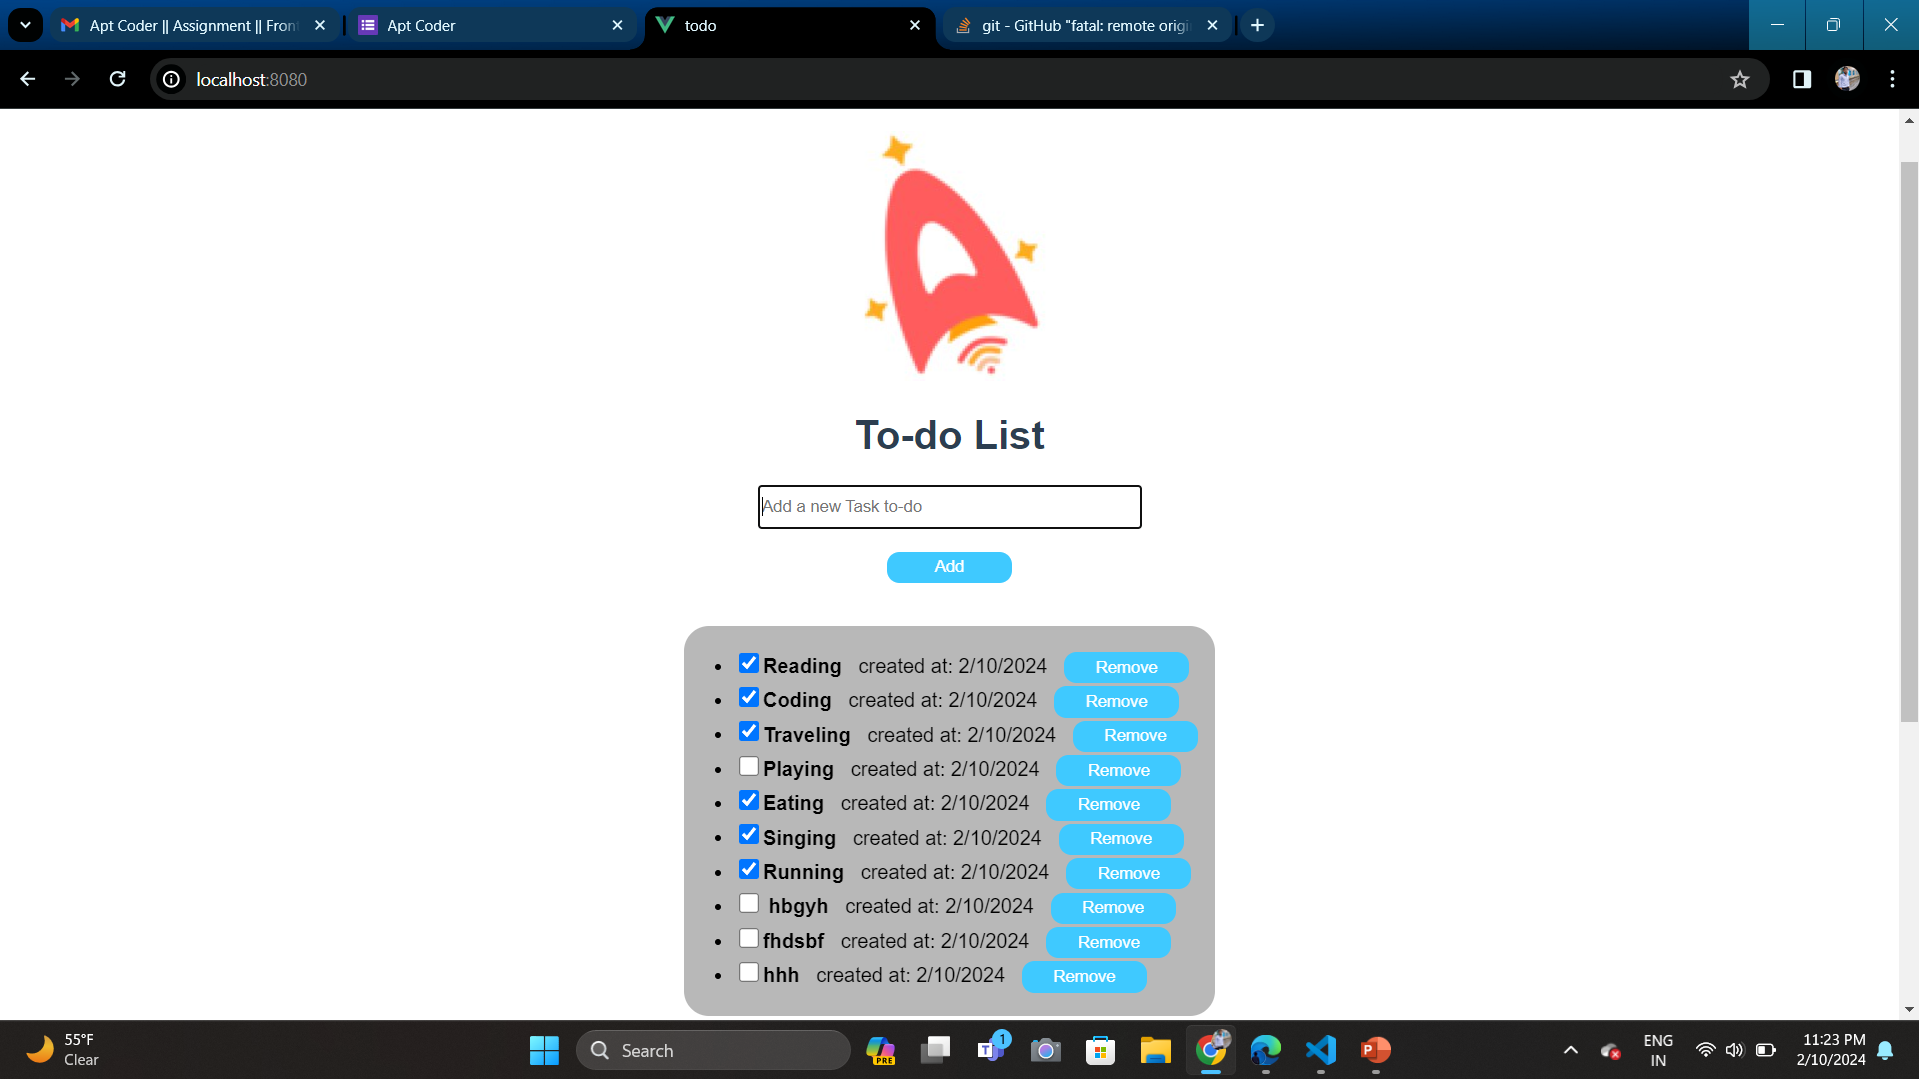 Apt Coder || Assignment || Fron
Apt Coder
todo
git - GitHub "fatal: remote origi
localhost:8080
To-do List
Add a new Task to-do
Add
Reading created at: 2/10/2024 Remove
Coding created at: 2/10/2024 Remove
Traveling created at: 2/10/2024 Remove
Playing created at: 2/10/2024 Remove
Eating created at: 2/10/2024 Remove
Singing created at: 2/10/2024 Remove
Running created at: 2/10/2024 Remove
hbgyh created at: 2/10/2024 Remove
fhdsbf created at: 2/10/2024 Remove
hhh created at: 2/10/2024 Remove
55°F
Clear
Search
PRE
1
ENG
IN
11:23 PM
2/10/2024